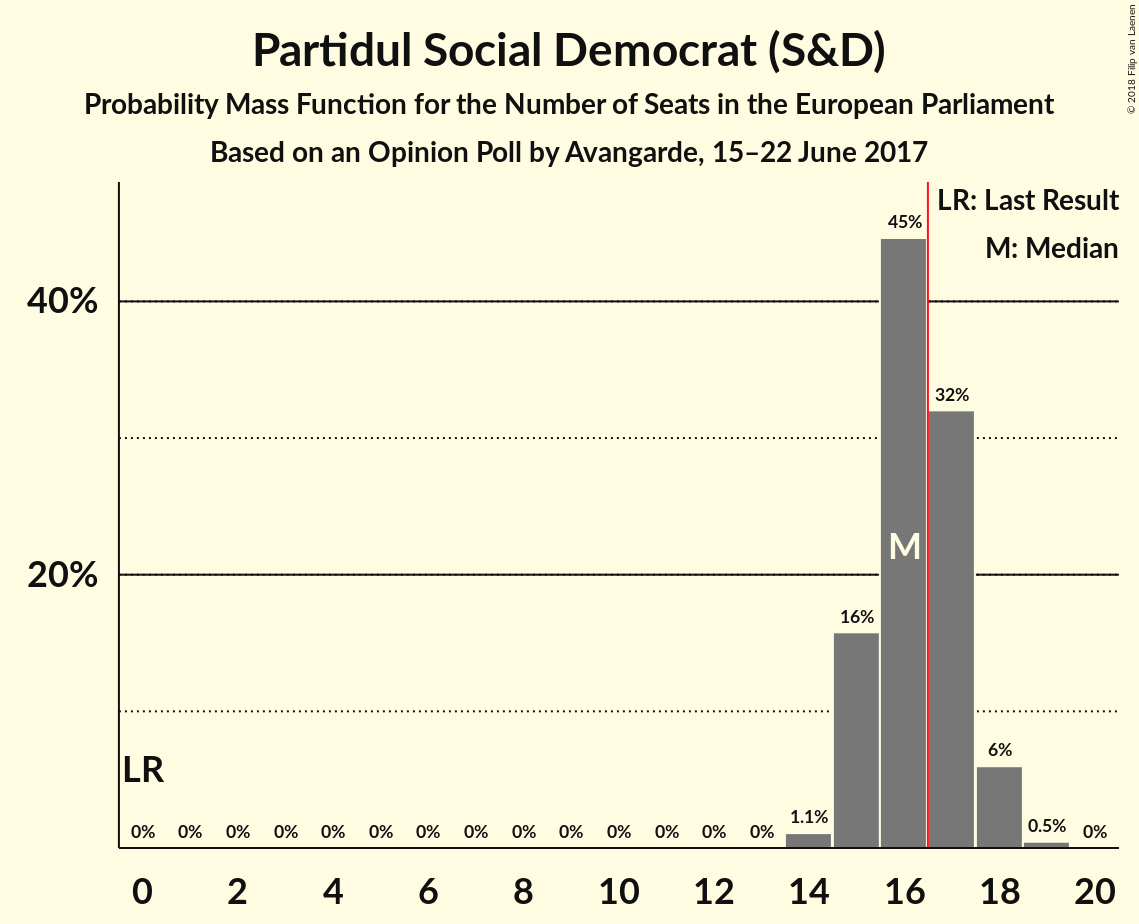 Partidul Social Democrat (S&D)
Probability Mass Function for the Number of Seats in the European Parliament
Based on an Opinion Poll by Avangarde, 15–22 June 2017
© 2018 Filip van Laenen
LR: Last Result
M: Median
45%
40%
32%
M
20%
16%
6%
LR
0% 0% 0% 0% 0% 0% 0% 0% 0% 0% 0% 0% 0% 0% 1.1% 0.5% 0%
0 2 4 6 8 10 12 14 16 18 20